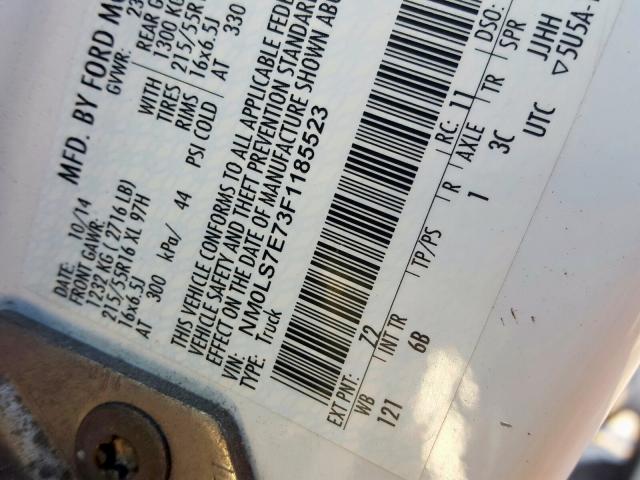 MFD. BY FORD MO
GVWR: 23
DATE: 10/14
FRONT GAWR: REAR G
1232 KG ( 2716 LB) WITH 1300 KG
215/55R16 XL 97H TIRES 215/55R1
16x6.5J RIMS 16x6.5J
AT 300 kPa/ 44 PSI COLD AT 330
THIS VEHICLE CONFORMS TO ALL APPLICABLE FEDE
VEHICLE SAFETY AND THEFT PREVENTION STANDARD
EFFECT ON THE DATE OF MANUFACTURE SHOWN ABO
VIN: NM0LS7E73F1185523
TYPE: Truck
EXT PNT: 7Z RC: 11 DSO:
WB INT TR TP/PS R AXLE TR SPR
121 6B 1 3C JJHH
UTC ▽5U5A-